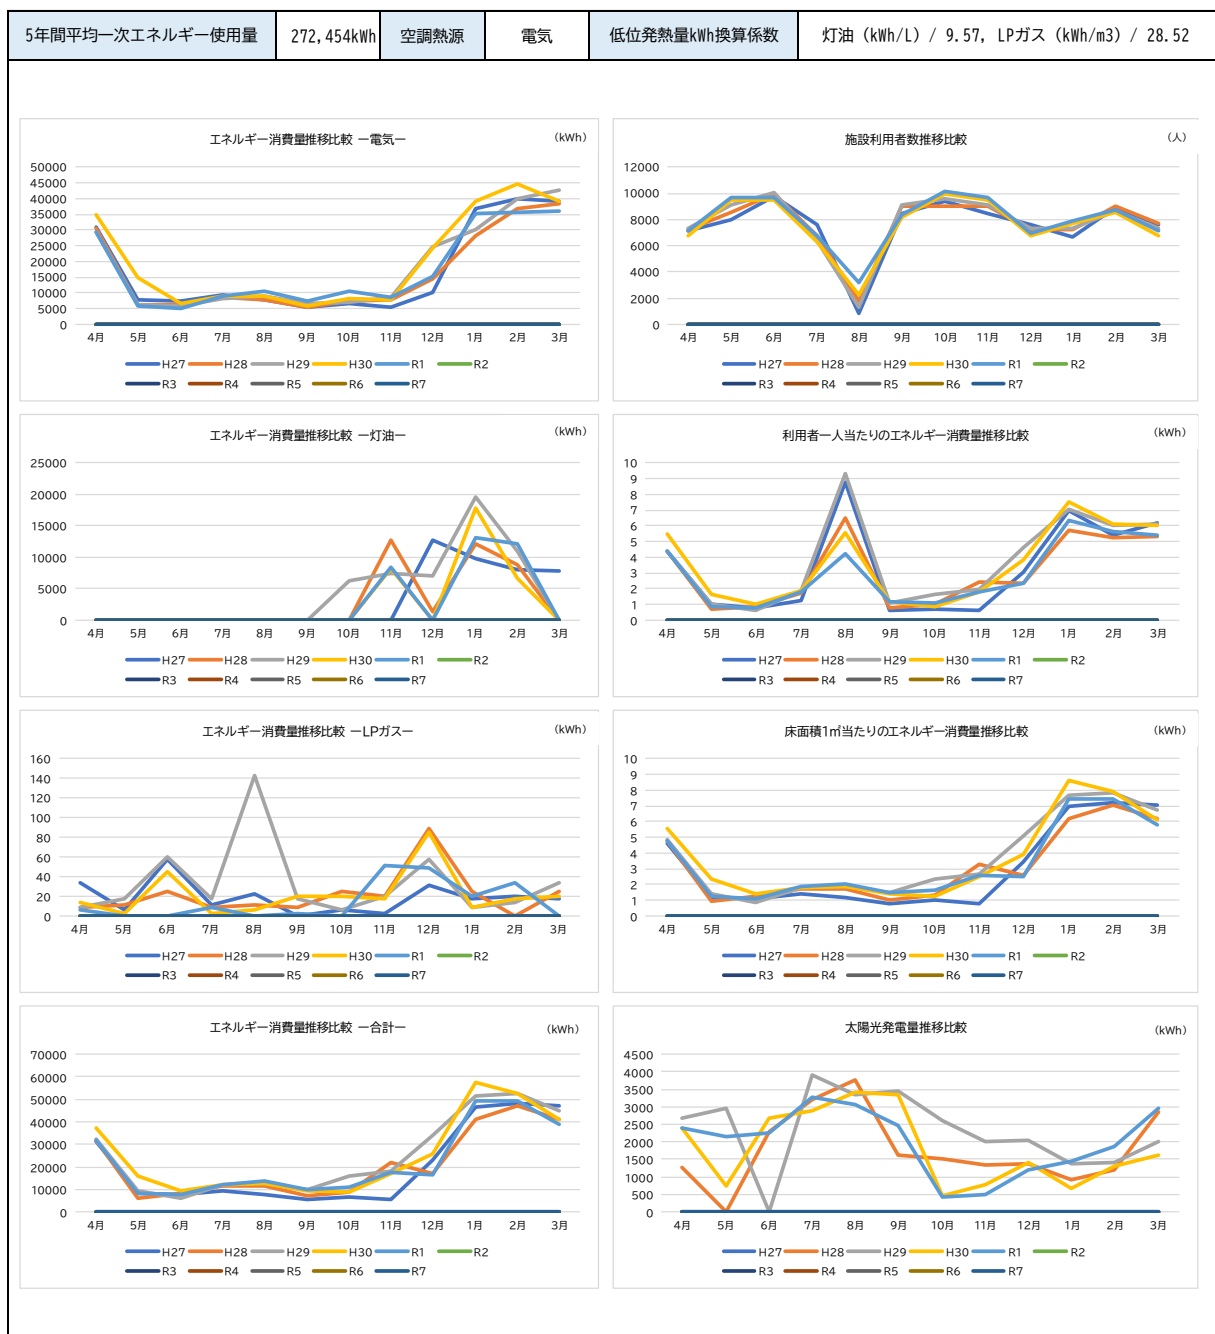 5年間平均一次エネルギー使用量 272,454kWh 空調熱源 電気 低位発熱量kWh換算係数 灯油（kWh/L）/ 9.57, LPガス（kWh/m3）/ 28.52
エネルギー消費量推移比較 ー電気ー (kWh)
50000
45000
40000
35000
30000
25000
20000
15000
10000
5000
0
4月 5月 6月 7月 8月 9月 10月 11月 12月 1月 2月 3月
H27 H28 H29 H30 R1 R2
R3 R4 R5 R6 R7
施設利用者数推移比較 (人)
12000
10000
8000
6000
4000
2000
0
4月 5月 6月 7月 8月 9月 10月 11月 12月 1月 2月 3月
H27 H28 H29 H30 R1 R2
R3 R4 R5 R6 R7
エネルギー消費量推移比較 ー灯油ー (kWh)
25000
20000
15000
10000
5000
0
4月 5月 6月 7月 8月 9月 10月 11月 12月 1月 2月 3月
H27 H28 H29 H30 R1 R2
R3 R4 R5 R6 R7
利用者一人当たりのエネルギー消費量推移比較 (kWh)
10
9
8
7
6
5
4
3
2
1
0
4月 5月 6月 7月 8月 9月 10月 11月 12月 1月 2月 3月
H27 H28 H29 H30 R1 R2
R3 R4 R5 R6 R7
エネルギー消費量推移比較 ーLPガスー (kWh)
160
140
120
100
80
60
40
20
0
4月 5月 6月 7月 8月 9月 10月 11月 12月 1月 2月 3月
H27 H28 H29 H30 R1 R2
R3 R4 R5 R6 R7
床面積1㎡当たりのエネルギー消費量推移比較 (kWh)
10
9
8
7
6
5
4
3
2
1
0
4月 5月 6月 7月 8月 9月 10月 11月 12月 1月 2月 3月
H27 H28 H29 H30 R1 R2
R3 R4 R5 R6 R7
エネルギー消費量推移比較 ー合計ー (kWh)
70000
60000
50000
40000
30000
20000
10000
0
4月 5月 6月 7月 8月 9月 10月 11月 12月 1月 2月 3月
H27 H28 H29 H30 R1 R2
R3 R4 R5 R6 R7
太陽光発電量推移比較 (kWh)
4500
4000
3500
3000
2500
2000
1500
1000
500
0
4月 5月 6月 7月 8月 9月 10月 11月 12月 1月 2月 3月
H27 H28 H29 H30 R1 R2
R3 R4 R5 R6 R7